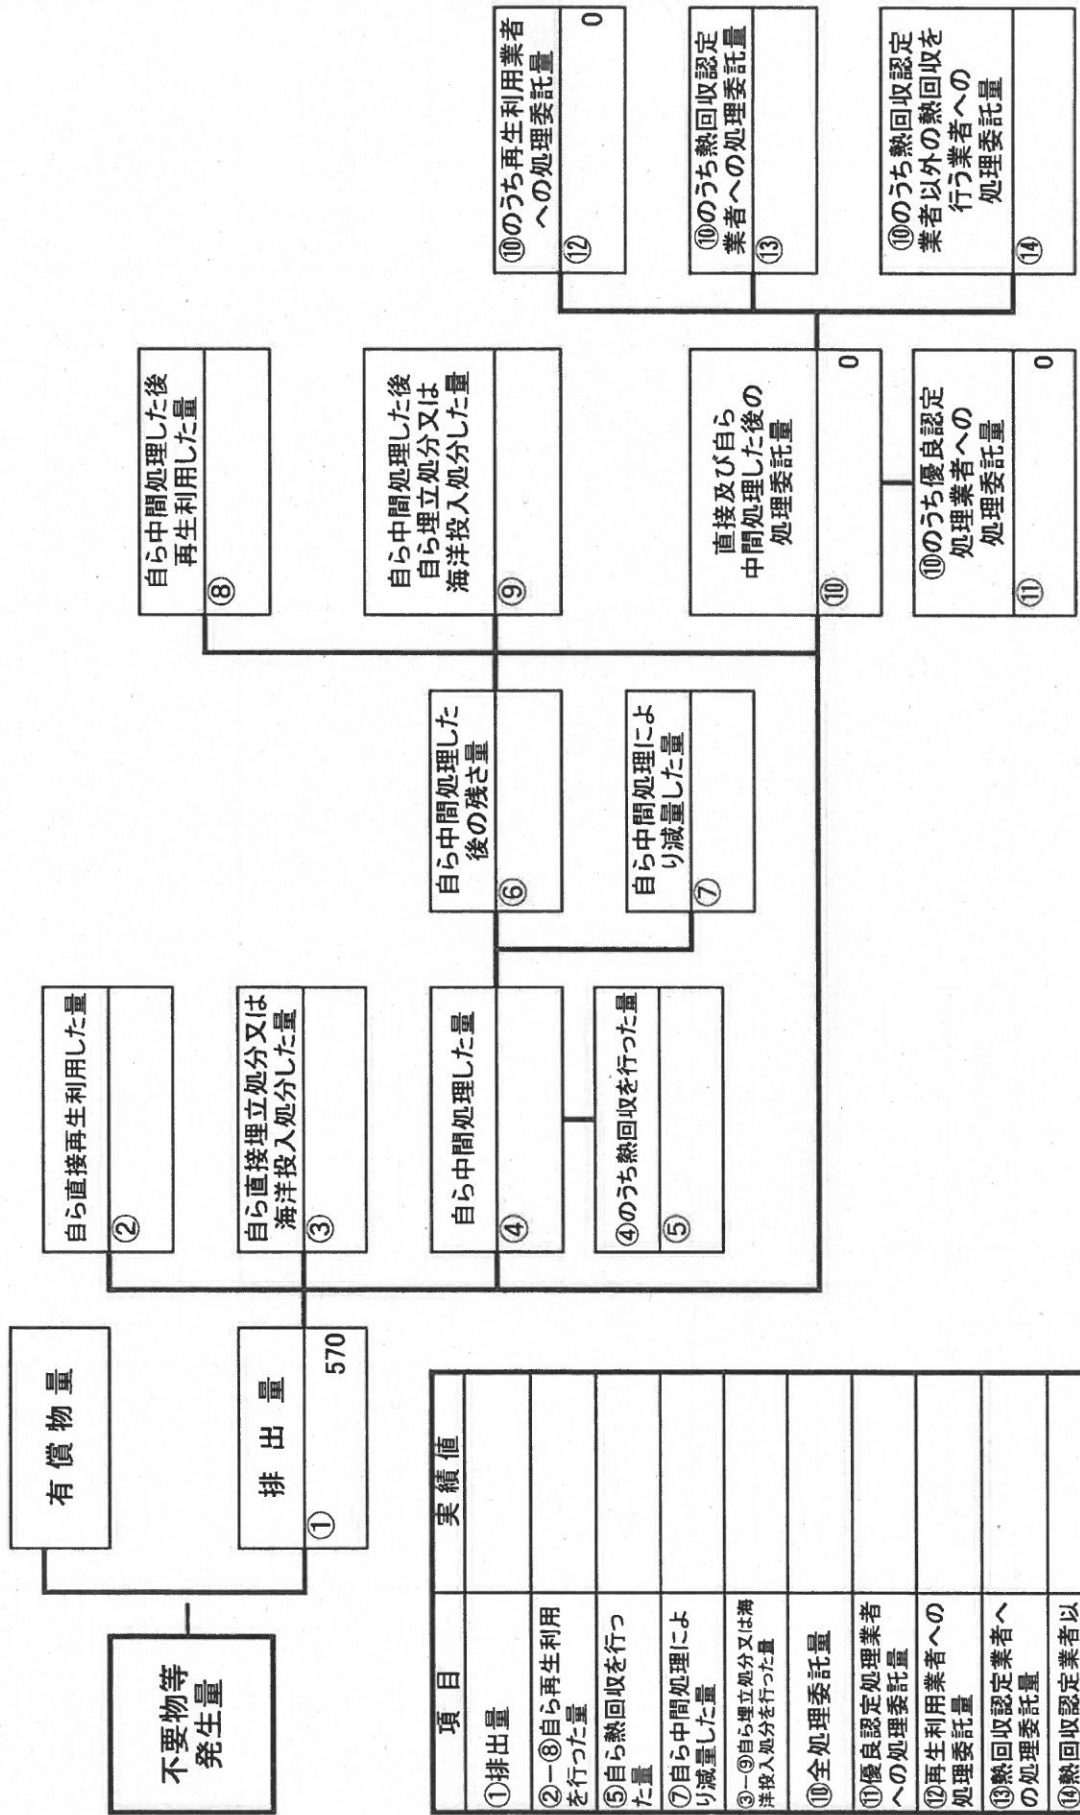 不要物等
発生量
有償物量
排出量
①
570
自ら直接再生利用した量
②
自ら直接埋立処分又は
海洋投入処分した量
③
自ら中間処理した量
④
④のうち熱回収を行った量
⑤
自ら中間処理した
後の残さ量
⑥
自ら中間処理によ
り減量した量
⑦
自ら中間処理した後
再生利用した量
⑧
自ら中間処理した後
自ら埋立処分又は
海洋投入処分した量
⑨
直接及び自ら
中間処理した後の
処理委託量
⑩
0
⑩のうち優良認定
処理業者への
処理委託量
⑪
0
⑩のうち再生利用業者
への処理委託量
⑫
0
⑩のうち熱回収認定
業者への処理委託量
⑬
⑩のうち熱回収認定
業者以外の熱回収を
行う業者への
処理委託量
⑭
項目
実績値
①排出量
②-⑧自ら再生利用
を行った量
⑤自ら熱回収を行っ
た量
⑦自ら中間処理によ
り減量した量
③-⑨自ら埋立処分又は海
洋投入処分を行った量
⑩全処理委託量
⑪優良認定処理業者
への処理委託量
⑫再生利用業者への
処理委託量
⑬熱回収認定業者へ
の処理委託量
⑭熱回収認定業者以